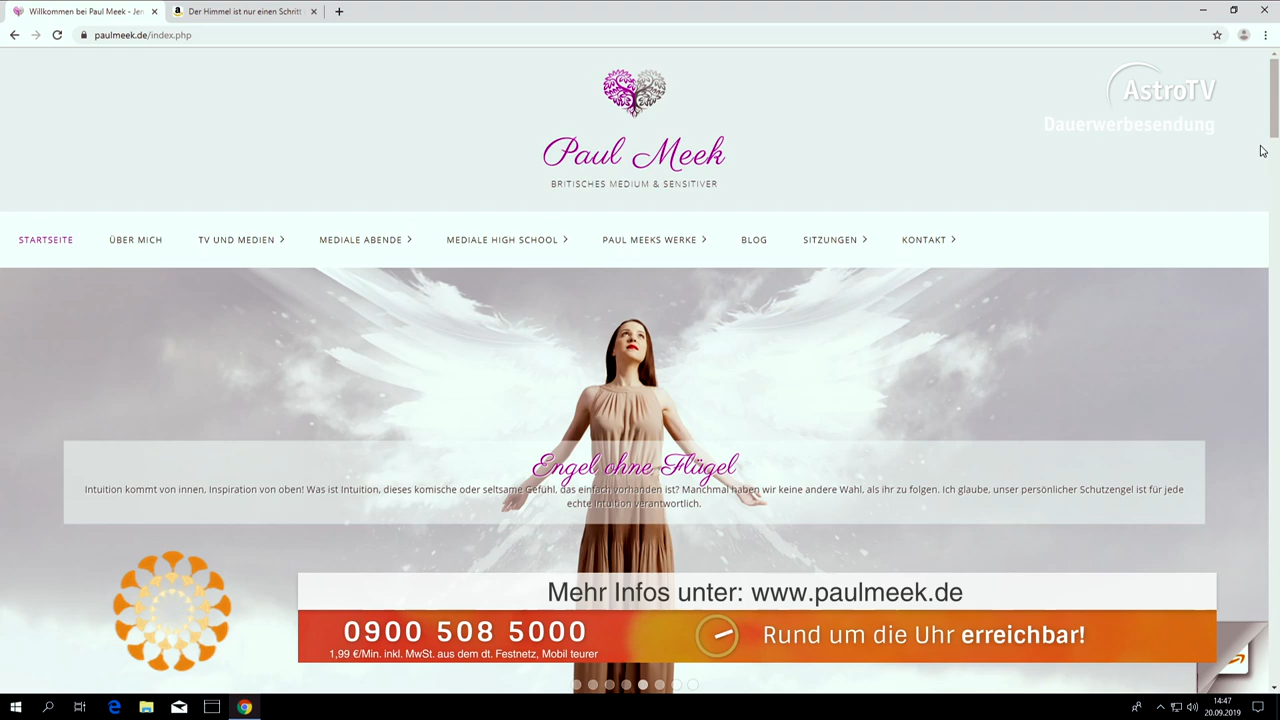 Willkommen bei Paul Meek - Jen
Der Himmel ist nur einen Schritt
paulmeek.de/index.php
AstroTV
Dauerwerbesendung
Paul Meek
BRITISCHES MEDIUM & SENSITIVER
STARTSEITE ÜBER MICH TV UND MEDIEN MEDIALE ABENDE MEDIALE HIGH SCHOOL PAUL MEEKS WERKE BLOG SITZUNGEN KONTAKT
Engel ohne Flügel
Intuition kommt von innen, Inspiration von oben! Was ist Intuition, dieses komische oder seltsame Gefühl, das einfach vorhanden ist? Manchmal haben wir keine andere Wahl, als ihr zu folgen. Ich glaube, unser persönlicher Schutzengel ist für jede
echte Intuition verantwortlich.
Mehr Infos unter: www.paulmeek.de
0900 508 5000
1,99 €/Min. inkl. MwSt. aus dem dt. Festnetz, Mobil teurer
Rund um die Uhr erreichbar!
14:47
20.09.2019